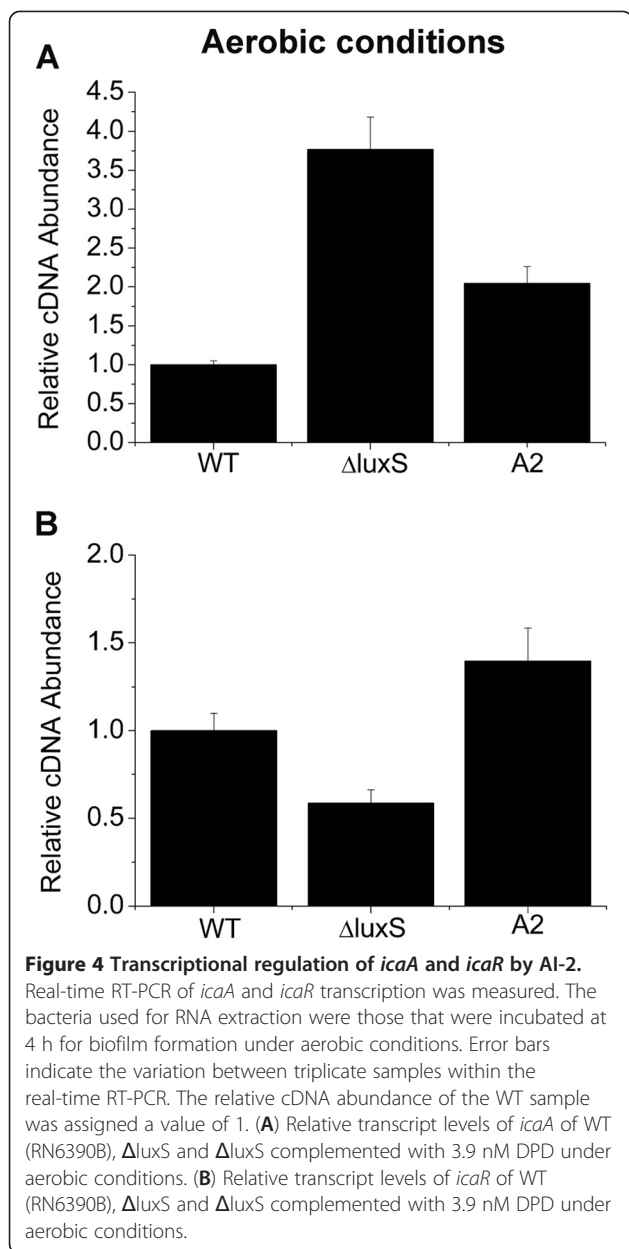 Aerobic conditions
A
Relative cDNA Abundance
4.5
4.0
3.5
3.0
2.5
2.0
1.5
1.0
0.5
0.0
WT
ΔluxS
A2
B
Relative cDNA Abundance
2.0
1.5
1.0
0.5
0.0
WT
ΔluxS
A2
Figure 4 Transcriptional regulation of icaA and icaR by AI-2.
Real-time RT-PCR of icaA and icaR transcription was measured. The
bacteria used for RNA extraction were those that were incubated at
4 h for biofilm formation under aerobic conditions. Error bars
indicate the variation between triplicate samples within the
real-time RT-PCR. The relative cDNA abundance of the WT sample
was assigned a value of 1. (A) Relative transcript levels of icaA of WT
(RN6390B), ΔluxS and ΔluxS complemented with 3.9 nM DPD under
aerobic conditions. (B) Relative transcript levels of icaR of WT
(RN6390B), ΔluxS and ΔluxS complemented with 3.9 nM DPD under
aerobic conditions.